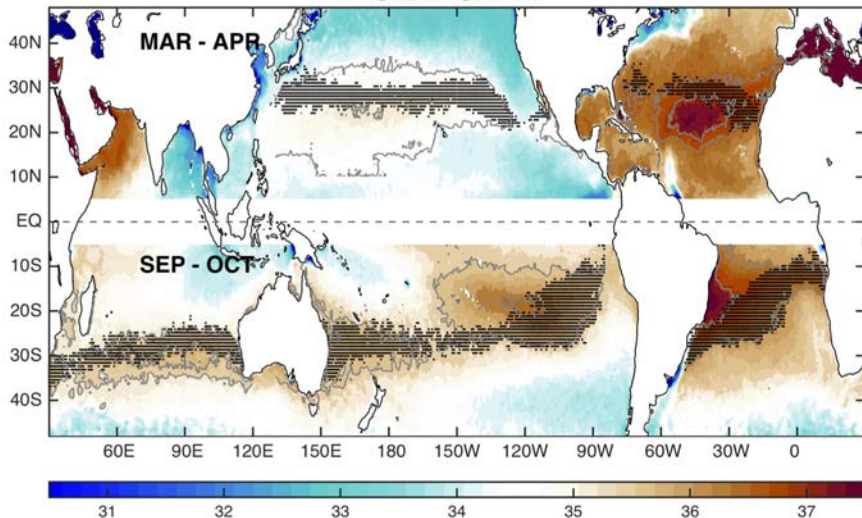 MAR - APR
40N
30N
20N
10N
EQ
SEP - OCT
10S
20S
30S
40S
60E 90E 120E 150E 180 150W 120W 90W 60W 30W 0
31 32 33 34 35 36 37